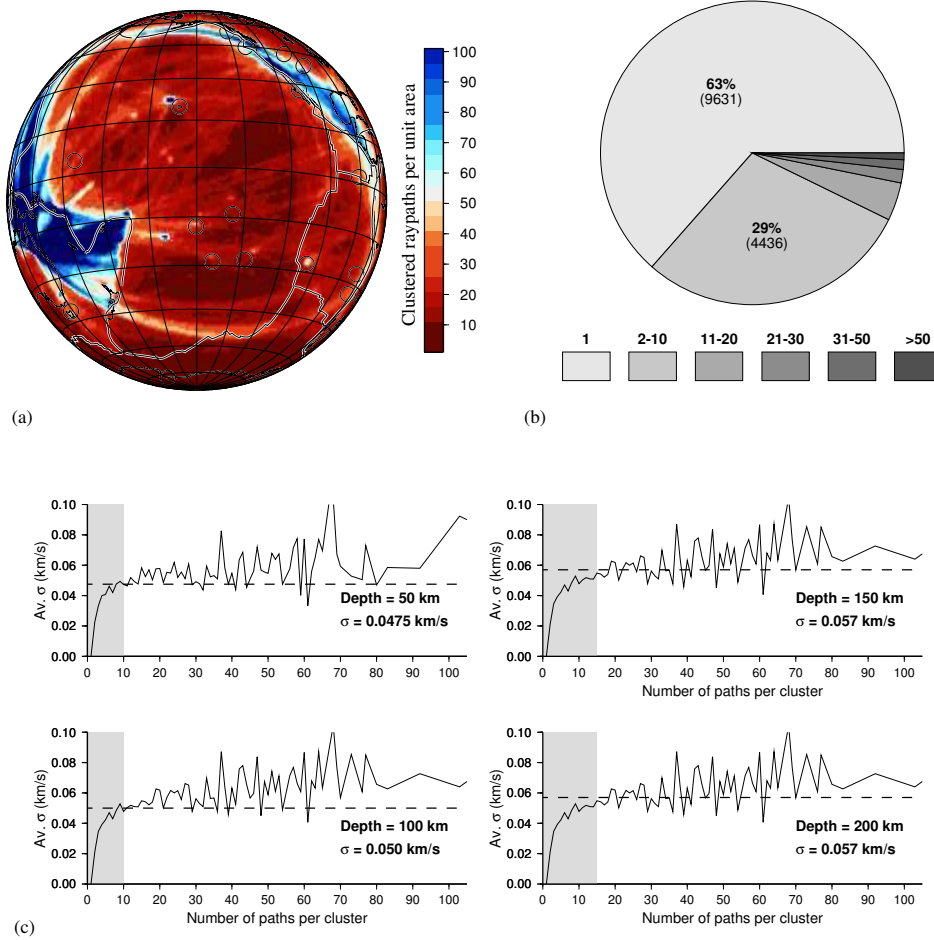 100
90
80
70
60
50
40
30
20
10
Clustered raypaths per unit area
(a)
63%
(9631)
29%
(4436)
1 2-10 11-20 21-30 31-50 >50
(b)
0.10
0.08
0.06
0.04
0.02
0.00
Av. σ (km/s)
0 10 20 30 40 50 60 70 80 90 100
Depth = 50 km
σ = 0.0475 km/s
0.10
0.08
0.06
0.04
0.02
0.00
Av. σ (km/s)
0 10 20 30 40 50 60 70 80 90 100
Number of paths per cluster
Depth = 150 km
σ = 0.057 km/s
0.10
0.08
0.06
0.04
0.02
0.00
Av. σ (km/s)
0 10 20 30 40 50 60 70 80 90 100
Number of paths per cluster
Depth = 100 km
σ = 0.050 km/s
0.10
0.08
0.06
0.04
0.02
0.00
Av. σ (km/s)
0 10 20 30 40 50 60 70 80 90 100
Number of paths per cluster
Depth = 200 km
σ = 0.057 km/s
(c)